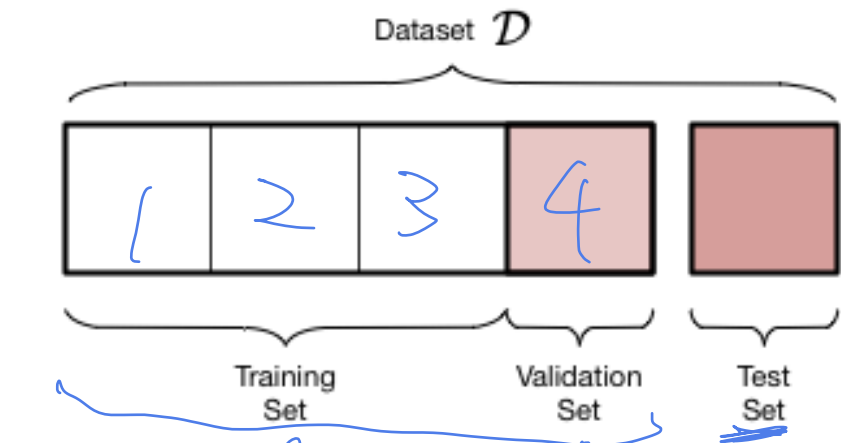 Dataset D
1 2 3 4
Training Validation Test
Set Set Set